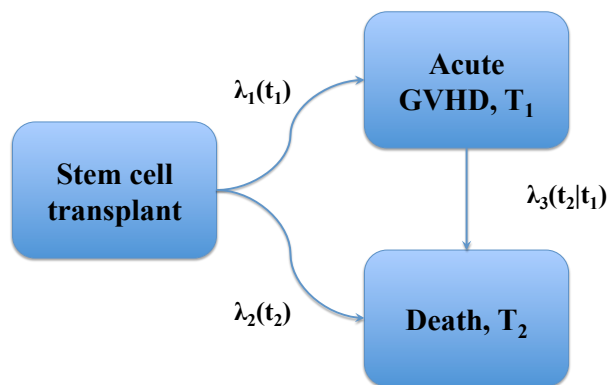 Acute
GVHD, T₁
λ₁(t₁)
Stem cell
transplant
λ₃(t₂|t₁)
λ₂(t₂)
Death, T₂